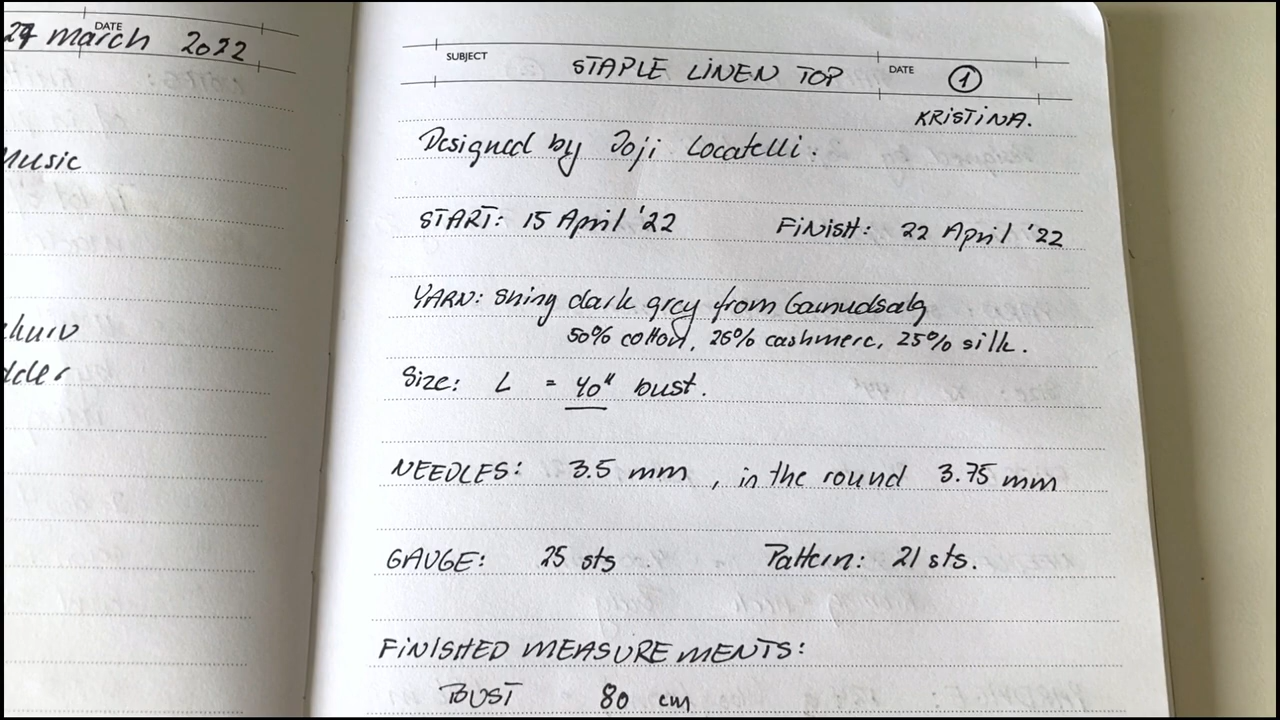 DATE
27 march 2022
Music
SUBJECT STAPLE LINEN TOP DATE 1
KRISTINA.
Designed by Joji Locatelli.
START: 15 April '22 Finish: 22 April '22
YARN: Shiny dark grey from
50% cotton, 25% cashmere, 25% silk.
Size: L = 40" bust.
NEEDLES: 3.5 mm, in the round 3.75 mm
GAUGE: 25 sts Pattern: 21 sts.
FINISHED MEASUREMENTS:
BUST 80 cm